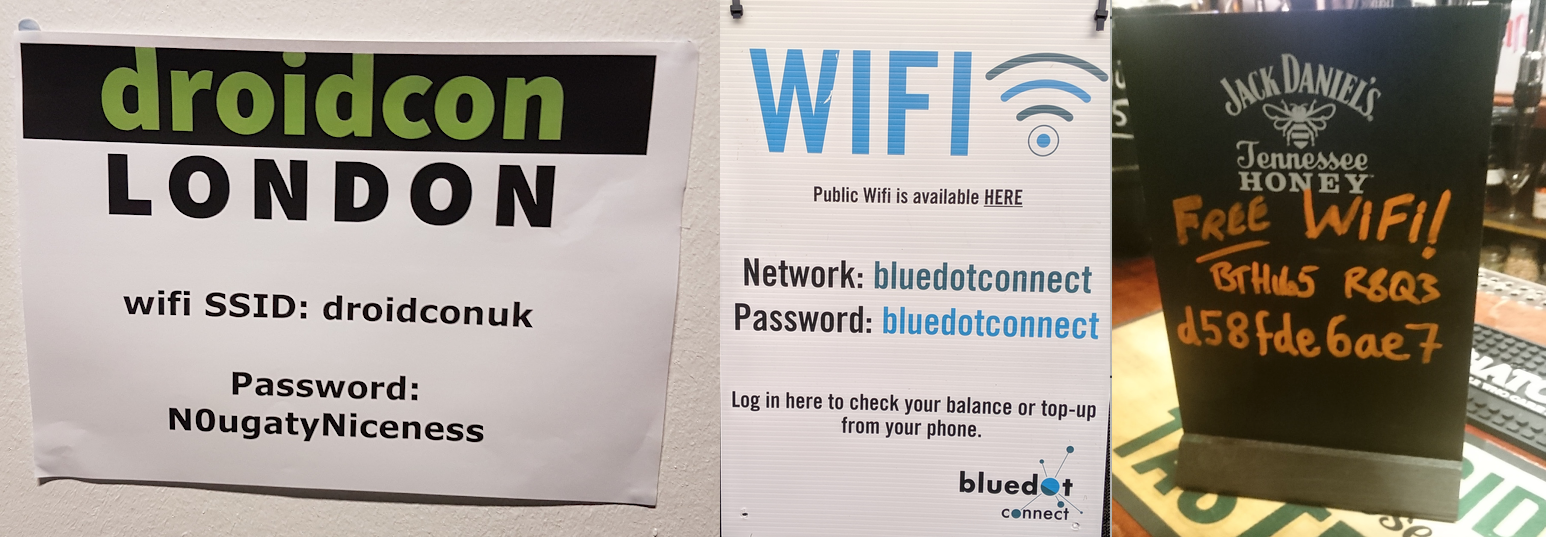 droidcon
LONDON
wifi SSID: droidconuk
Password:
N0ugatyNiceness
WIFI
Public Wifi is available HERE
Network: bluedotconnect
Password: bluedotconnect
Log in here to check your balance or top-up
from your phone.
bluedot
connect
JACK DANIEL'S
Tennessee
HONEY
FREE WiFi!
BTHub5 R8Q3
d58fde6ae7